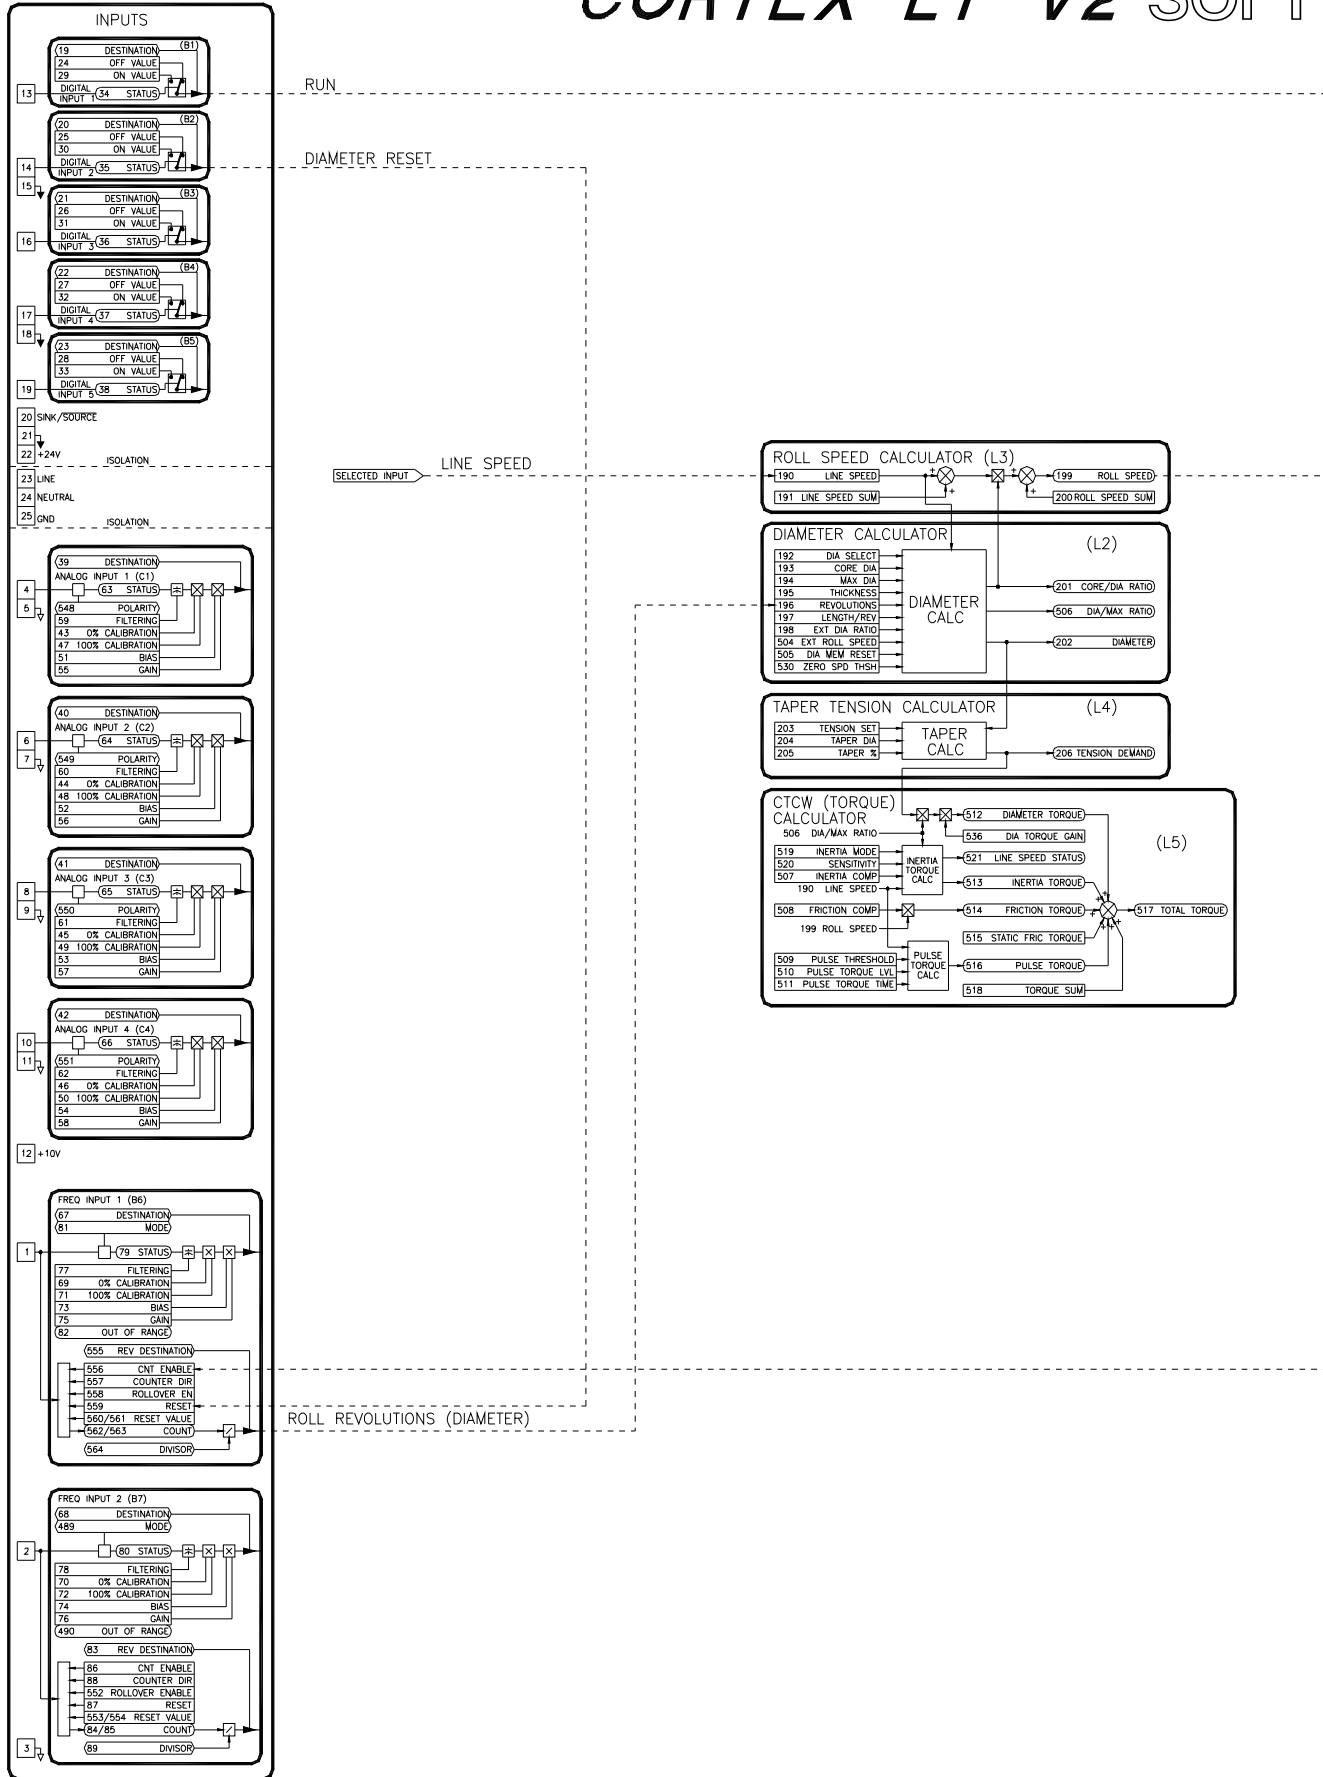 CORTEX LT V2
INPUTS
19 DESTINATION (B1)
24 OFF VALUE
29 ON VALUE
13 DIGITAL INPUT 1 34 STATUS
RUN
20 DESTINATION (B2)
25 OFF VALUE
30 ON VALUE
14 DIGITAL INPUT 2 35 STATUS
DIAMETER RESET
15
21 DESTINATION (B3)
26 OFF VALUE
31 ON VALUE
16 DIGITAL INPUT 3 36 STATUS
22 DESTINATION (B4)
27 OFF VALUE
32 ON VALUE
17 DIGITAL INPUT 4 37 STATUS
18
23 DESTINATION (B5)
28 OFF VALUE
33 ON VALUE
19 DIGITAL INPUT 5 38 STATUS
20 SINK/SOURCE
21
22 +24V
ISOLATION
23 LINE
24 NEUTRAL
25 GND
ISOLATION
39 DESTINATION
ANALOG INPUT 1 (C1)
4 63 STATUS
5
548 POLARITY
59 FILTERING
43 0% CALIBRATION
47 100% CALIBRATION
51 BIAS
55 GAIN
40 DESTINATION
ANALOG INPUT 2 (C2)
6 64 STATUS
7
549 POLARITY
60 FILTERING
44 0% CALIBRATION
48 100% CALIBRATION
52 BIAS
56 GAIN
41 DESTINATION
ANALOG INPUT 3 (C3)
8 65 STATUS
9
550 POLARITY
61 FILTERING
45 0% CALIBRATION
49 100% CALIBRATION
53 BIAS
57 GAIN
42 DESTINATION
ANALOG INPUT 4 (C4)
10 66 STATUS
11
551 POLARITY
62 FILTERING
46 0% CALIBRATION
50 100% CALIBRATION
54 BIAS
58 GAIN
12 +10V
FREQ INPUT 1 (B6)
67 DESTINATION
81 MODE
1 79 STATUS
77 FILTERING
69 0% CALIBRATION
71 100% CALIBRATION
73 BIAS
75 GAIN
82 OUT OF RANGE
555 REV DESTINATION
556 CNT ENABLE
557 COUNTER DIR
558 ROLLOVER EN
559 RESET
560/561 RESET VALUE
562/563 COUNT
564 DIVISOR
ROLL REVOLUTIONS (DIAMETER)
FREQ INPUT 2 (B7)
68 DESTINATION
489 MODE
2 80 STATUS
78 FILTERING
70 0% CALIBRATION
72 100% CALIBRATION
74 BIAS
76 GAIN
490 OUT OF RANGE
83 REV DESTINATION
86 CNT ENABLE
88 COUNTER DIR
552 ROLLOVER ENABLE
87 RESET
553/554 RESET VALUE
84/85 COUNT
89 DIVISOR
3
SELECTED INPUT
LINE SPEED
ROLL SPEED CALCULATOR (L3)
190 LINE SPEED + + 199 ROLL SPEED
191 LINE SPEED SUM + + 200 ROLL SPEED SUM
DIAMETER CALCULATOR (L2)
192 DIA SELECT
193 CORE DIA
194 MAX DIA
195 THICKNESS
196 REVOLUTIONS
197 LENGTH/REV
198 EXT DIA RATIO
504 EXT ROLL SPEED
505 DIA MEM RESET
530 ZERO SPD THSH
DIAMETER
CALC
201 CORE/DIA RATIO
506 DIA/MAX RATIO
202 DIAMETER
TAPER TENSION CALCULATOR (L4)
203 TENSION SET
204 TAPER DIA
205 TAPER %
TAPER
CALC
206 TENSION DEMAND
CTCW (TORQUE)
CALCULATOR
(L5)
506 DIA/MAX RATIO
519 INERTIA MODE
520 SENSITIVITY
507 INERTIA COMP
190 LINE SPEED
INERTIA
TORQUE
CALC
508 FRICTION COMP
199 ROLL SPEED
509 PULSE THRESHOLD
510 PULSE TORQUE LVL
511 PULSE TORQUE TIME
PULSE
TORQUE
CALC
512 DIAMETER TORQUE
536 DIA TORQUE GAIN
521 LINE SPEED STATUS
513 INERTIA TORQUE
514 FRICTION TORQUE
515 STATIC FRIC TORQUE
516 PULSE TORQUE
518 TORQUE SUM
+ + + + + +
517 TOTAL TORQUE